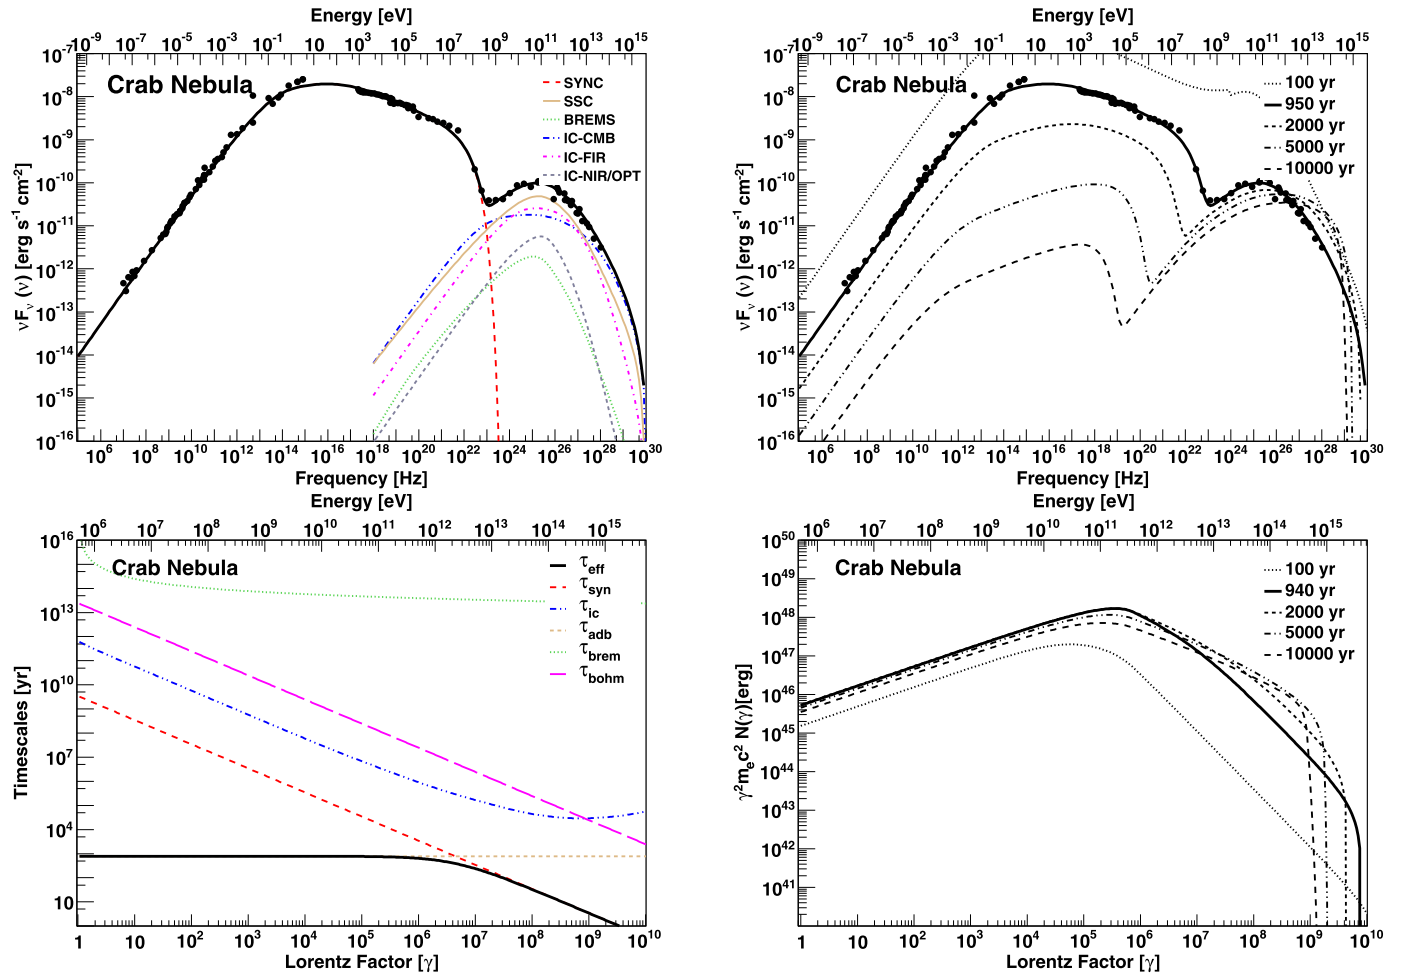 Energy [eV]
10^-9 10^-7 10^-5 10^-3 10^-1 10 10^3 10^5 10^7 10^9 10^11 10^13 10^15
10^-7
Crab Nebula
SYNC
SSC
BREMS
IC-CMB
IC-FIR
IC-NIR/OPT
10^-8
10^-9
10^-10
10^-11
10^-12
10^-13
10^-14
10^-15
10^-16
νF_ν (ν) [erg s^-1 cm^-2]
10^6 10^8 10^10 10^12 10^14 10^16 10^18 10^20 10^22 10^24 10^26 10^28 10^30
Frequency [Hz]
Energy [eV]
10^-9 10^-7 10^-5 10^-3 10^-1 10 10^3 10^5 10^7 10^9 10^11 10^13 10^15
10^-7
Crab Nebula
100 yr
950 yr
2000 yr
5000 yr
10000 yr
10^-8
10^-9
10^-10
10^-11
10^-12
10^-13
10^-14
10^-15
10^-16
νF_ν (ν) [erg s^-1 cm^-2]
10^6 10^8 10^10 10^12 10^14 10^16 10^18 10^20 10^22 10^24 10^26 10^28 10^30
Frequency [Hz]
Energy [eV]
10^6 10^7 10^8 10^9 10^10 10^11 10^12 10^13 10^14 10^15
Crab Nebula
τ_eff
τ_syn
τ_ic
τ_adb
τ_brem
τ_bohm
10^16
10^13
10^10
10^7
10^4
10
Timescales [yr]
1 10 10^2 10^3 10^4 10^5 10^6 10^7 10^8 10^9 10^10
Lorentz Factor [γ]
Energy [eV]
10^6 10^7 10^8 10^9 10^10 10^11 10^12 10^13 10^14 10^15
Crab Nebula
100 yr
940 yr
2000 yr
5000 yr
10000 yr
10^50
10^49
10^48
10^47
10^46
10^45
10^44
10^43
10^42
10^41
γ^2m_ec^2 N(γ)[erg]
1 10 10^2 10^3 10^4 10^5 10^6 10^7 10^8 10^9 10^10
Lorentz Factor [γ]